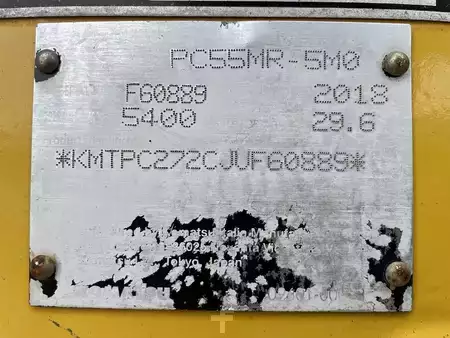 PC55MR-5M0
F60889 2018
5400 29.6
*KMTPC272CJUF60889*
Tokyo, Japan